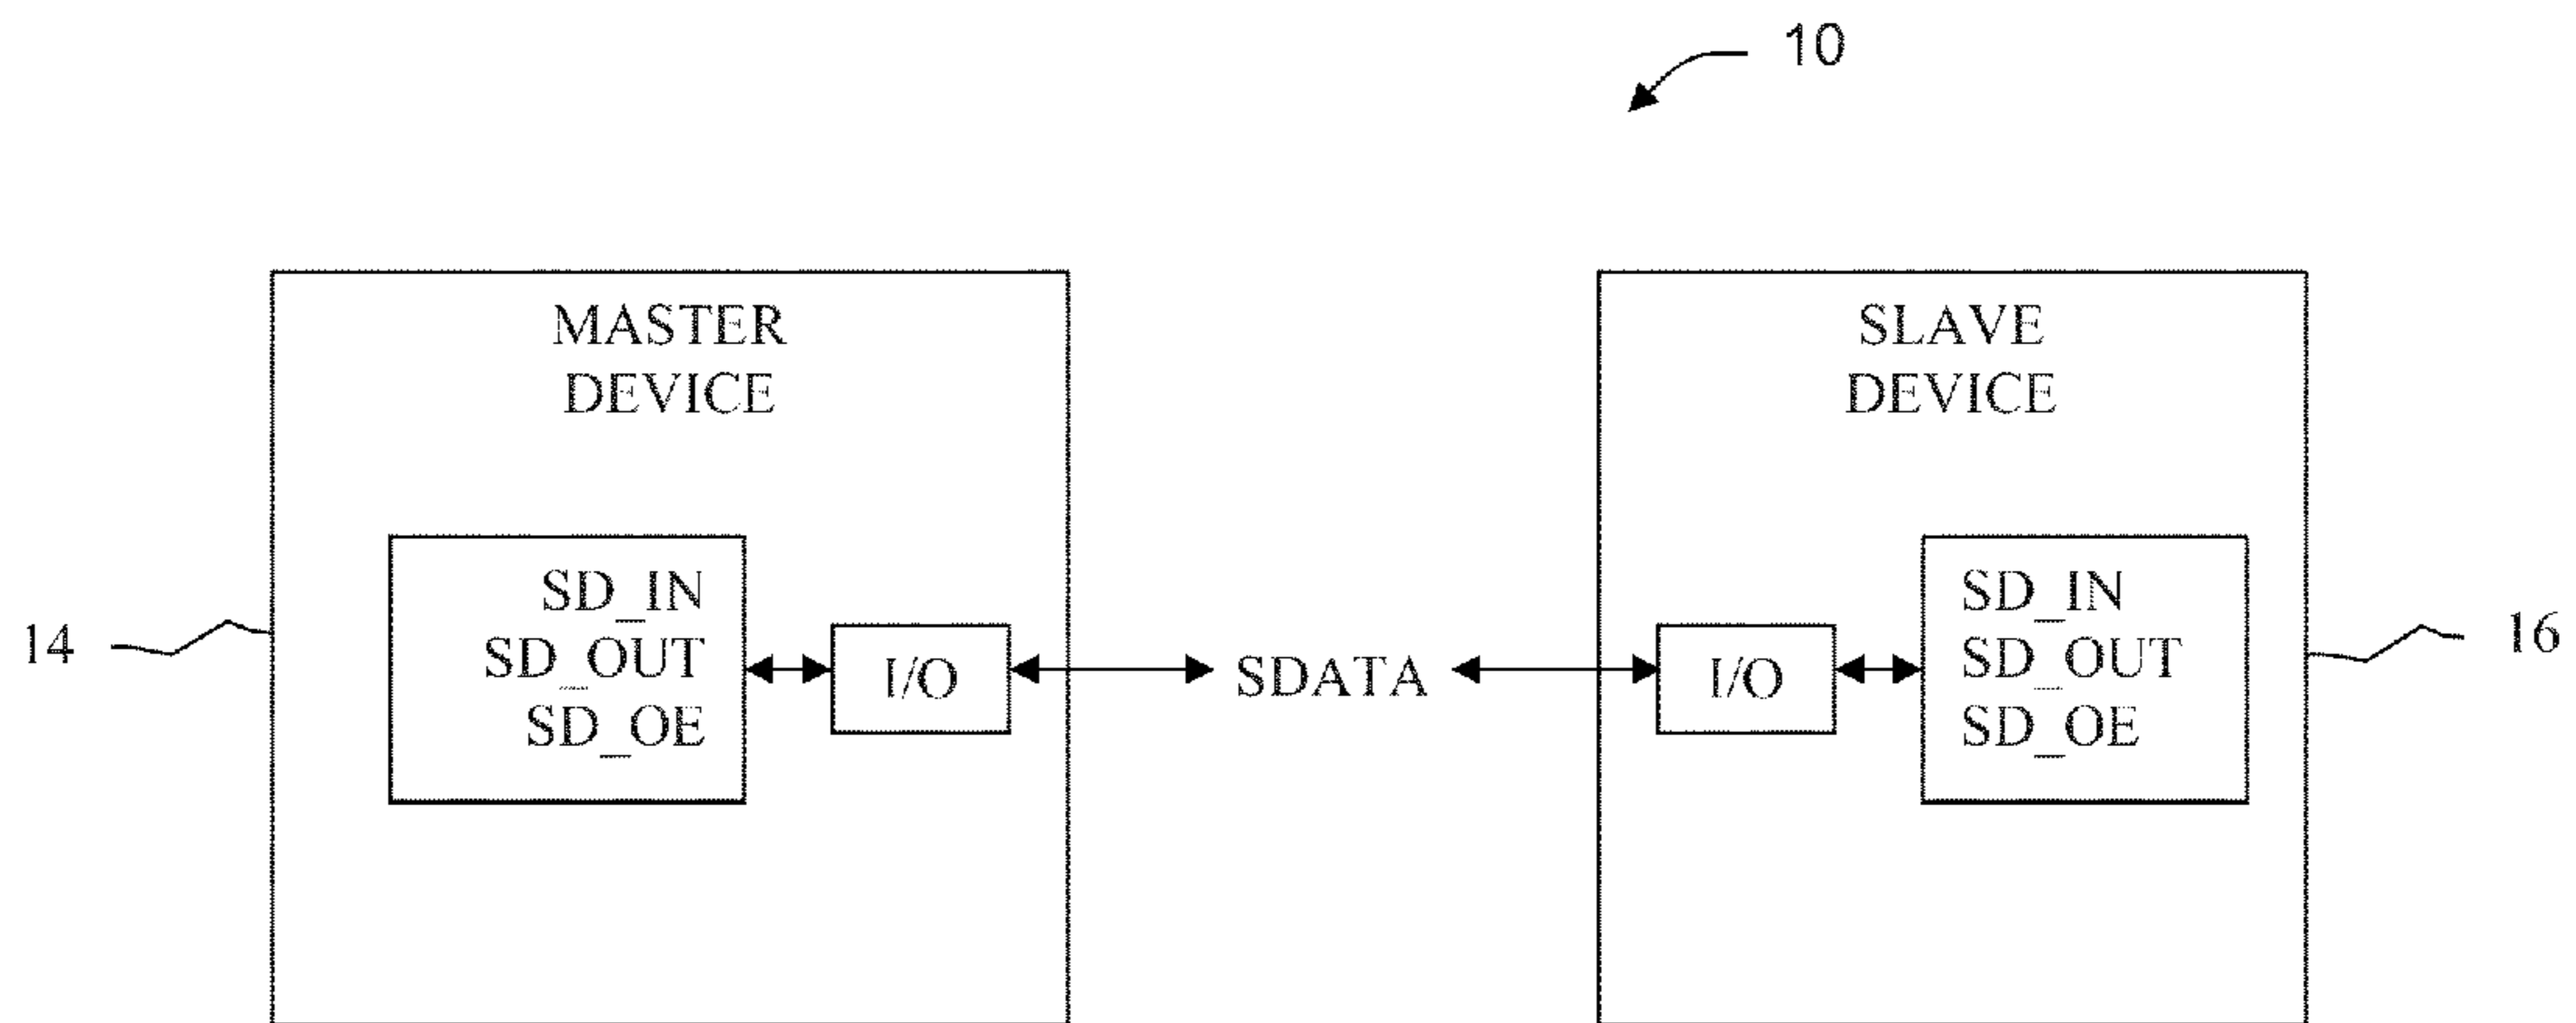 10
MASTER
DEVICE
SLAVE
DEVICE
SD_IN
SD_OUT
SD_OE
I/O
SDATA
I/O
SD_IN
SD_OUT
SD_OE
14
16